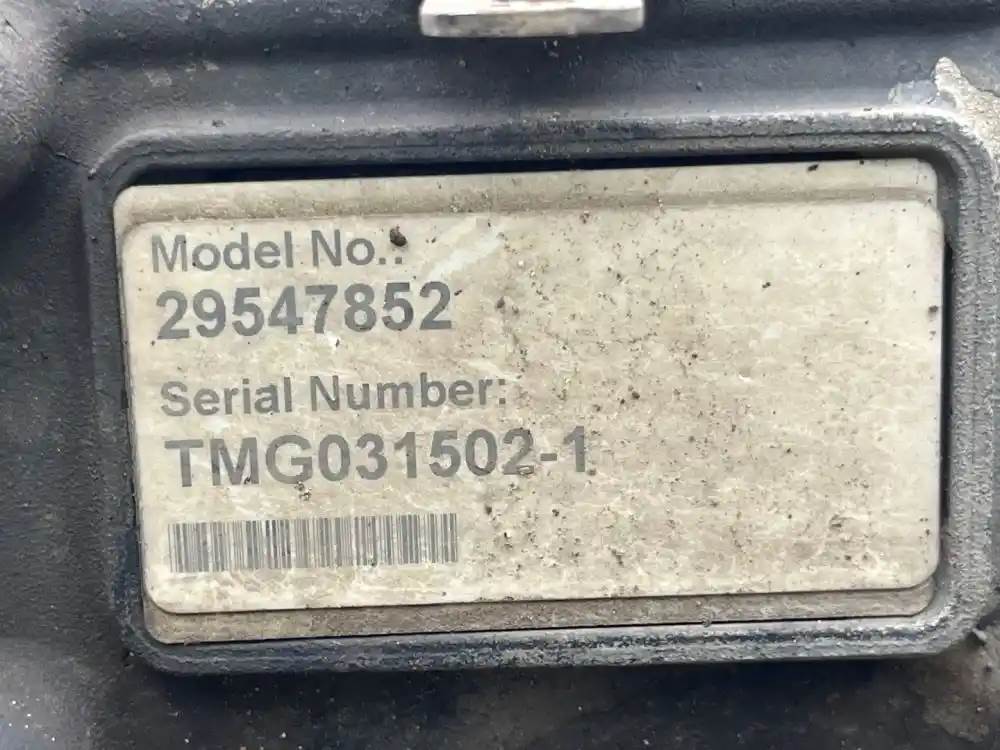 Model No.:
29547852
Serial Number:
TMG031502-1